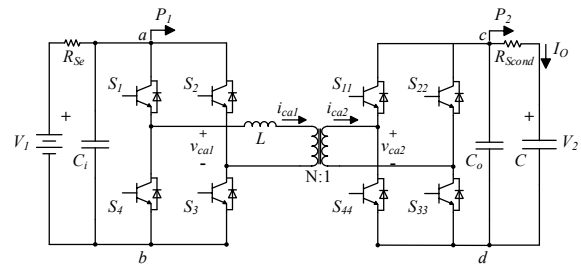 P1 P2
a c
RSe RScond IO
S1 S2 S11 S22
ica1 ica2
V1 + Ci + vca1 - L N:1 + vca2 - Co C + V2
S4 S3 S44 S33
b d